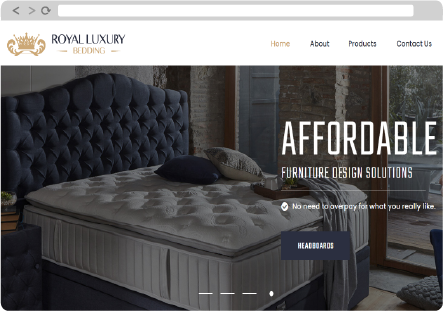 ROYAL LUXURY
BEDDING
Home About Products Contact Us
AFFORDABLE
FURNITURE DESIGN SOLUTIONS
No need to overpay for what you really like.
HEADBOARDS